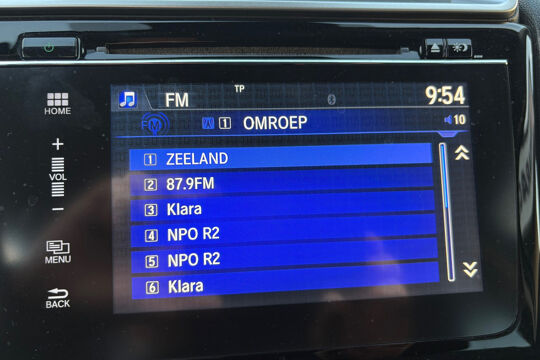 FM
TP
9:54
1 OMROEP
10
HOME
+
VOL
-
MENU
BACK
1 ZEELAND
2 87.9FM
3 Klara
4 NPO R2
5 NPO R2
6 Klara